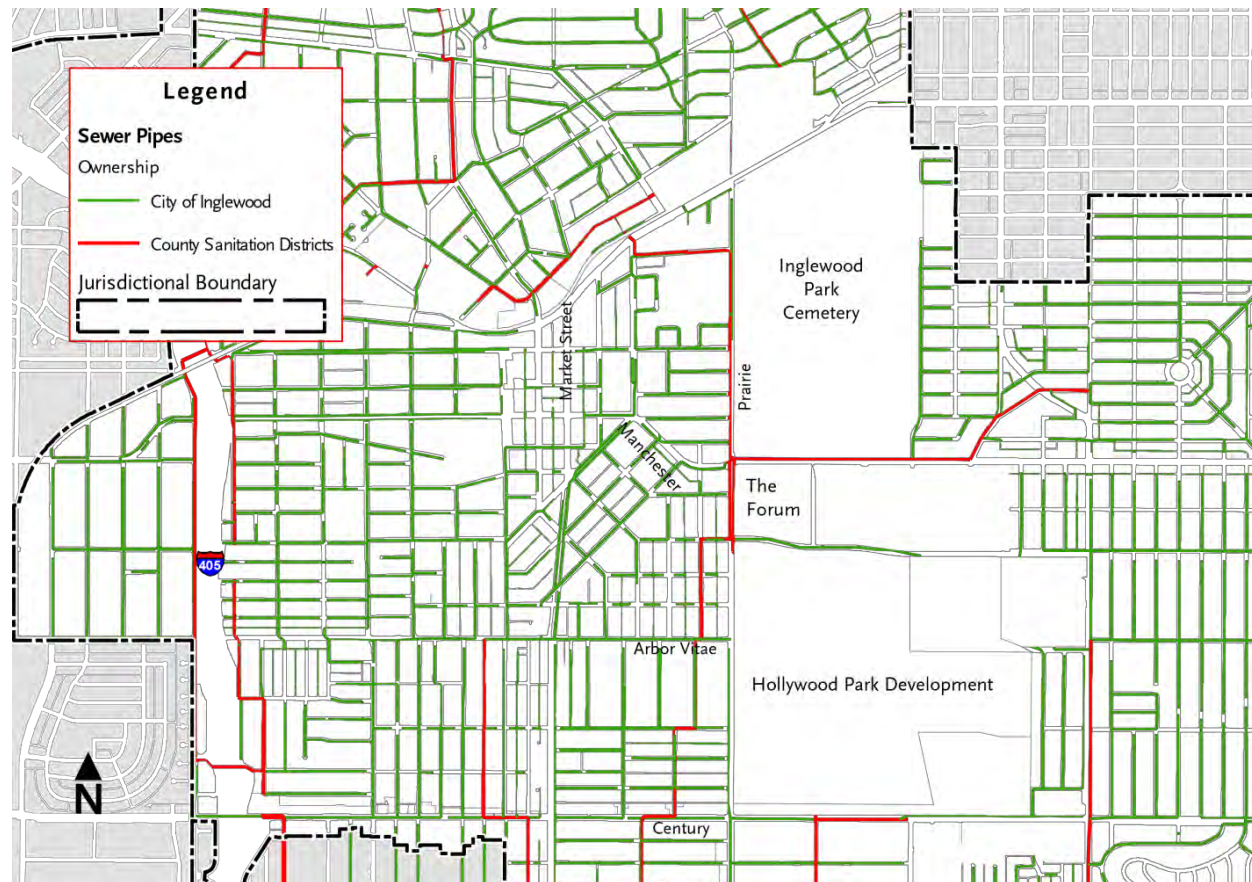 Legend
Sewer Pipes
Ownership
City of Inglewood
County Sanitation Districts
Jurisdictional Boundary
Inglewood
Park
Cemetery
Market Street
Prairie
Manchester
The
Forum
405
Arbor Vitae
Hollywood Park Development
N
Century